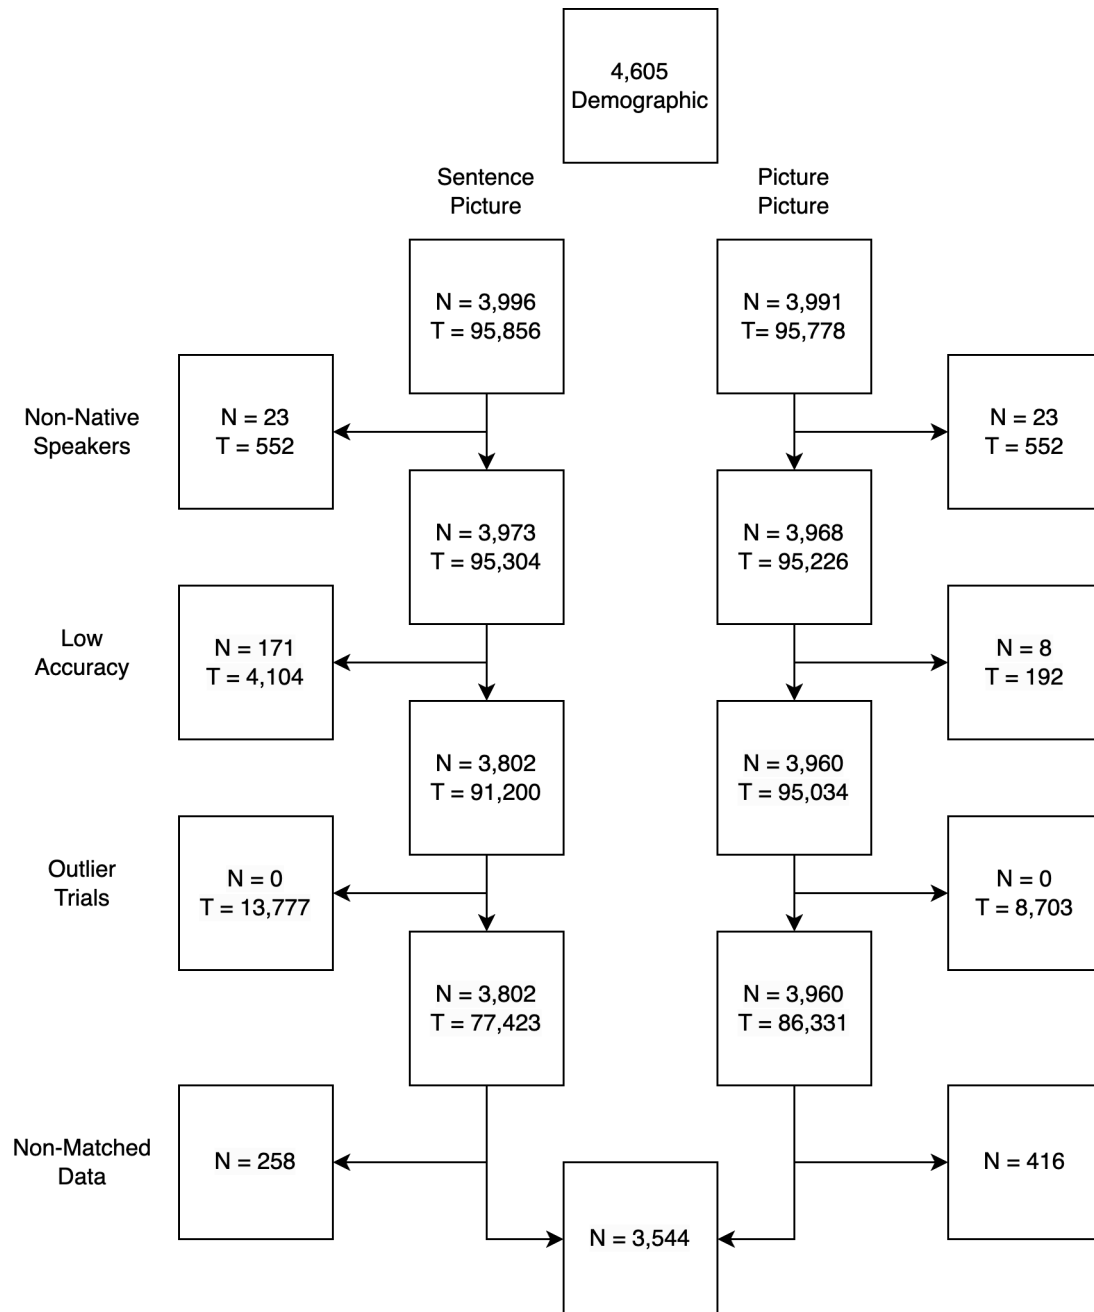 4,605
Demographic
Sentence
Picture
Picture
Picture
N = 3,996
T = 95,856
N = 3,991
T= 95,778
Non-Native
Speakers
N = 23
T = 552
N = 23
T = 552
N = 3,973
T = 95,304
N = 3,968
T = 95,226
Low
Accuracy
N = 171
T = 4,104
N = 8
T = 192
N = 3,802
T = 91,200
N = 3,960
T = 95,034
Outlier
Trials
N = 0
T = 13,777
N = 0
T = 8,703
N = 3,802
T = 77,423
N = 3,960
T = 86,331
Non-Matched
Data
N = 258
N = 416
N = 3,544